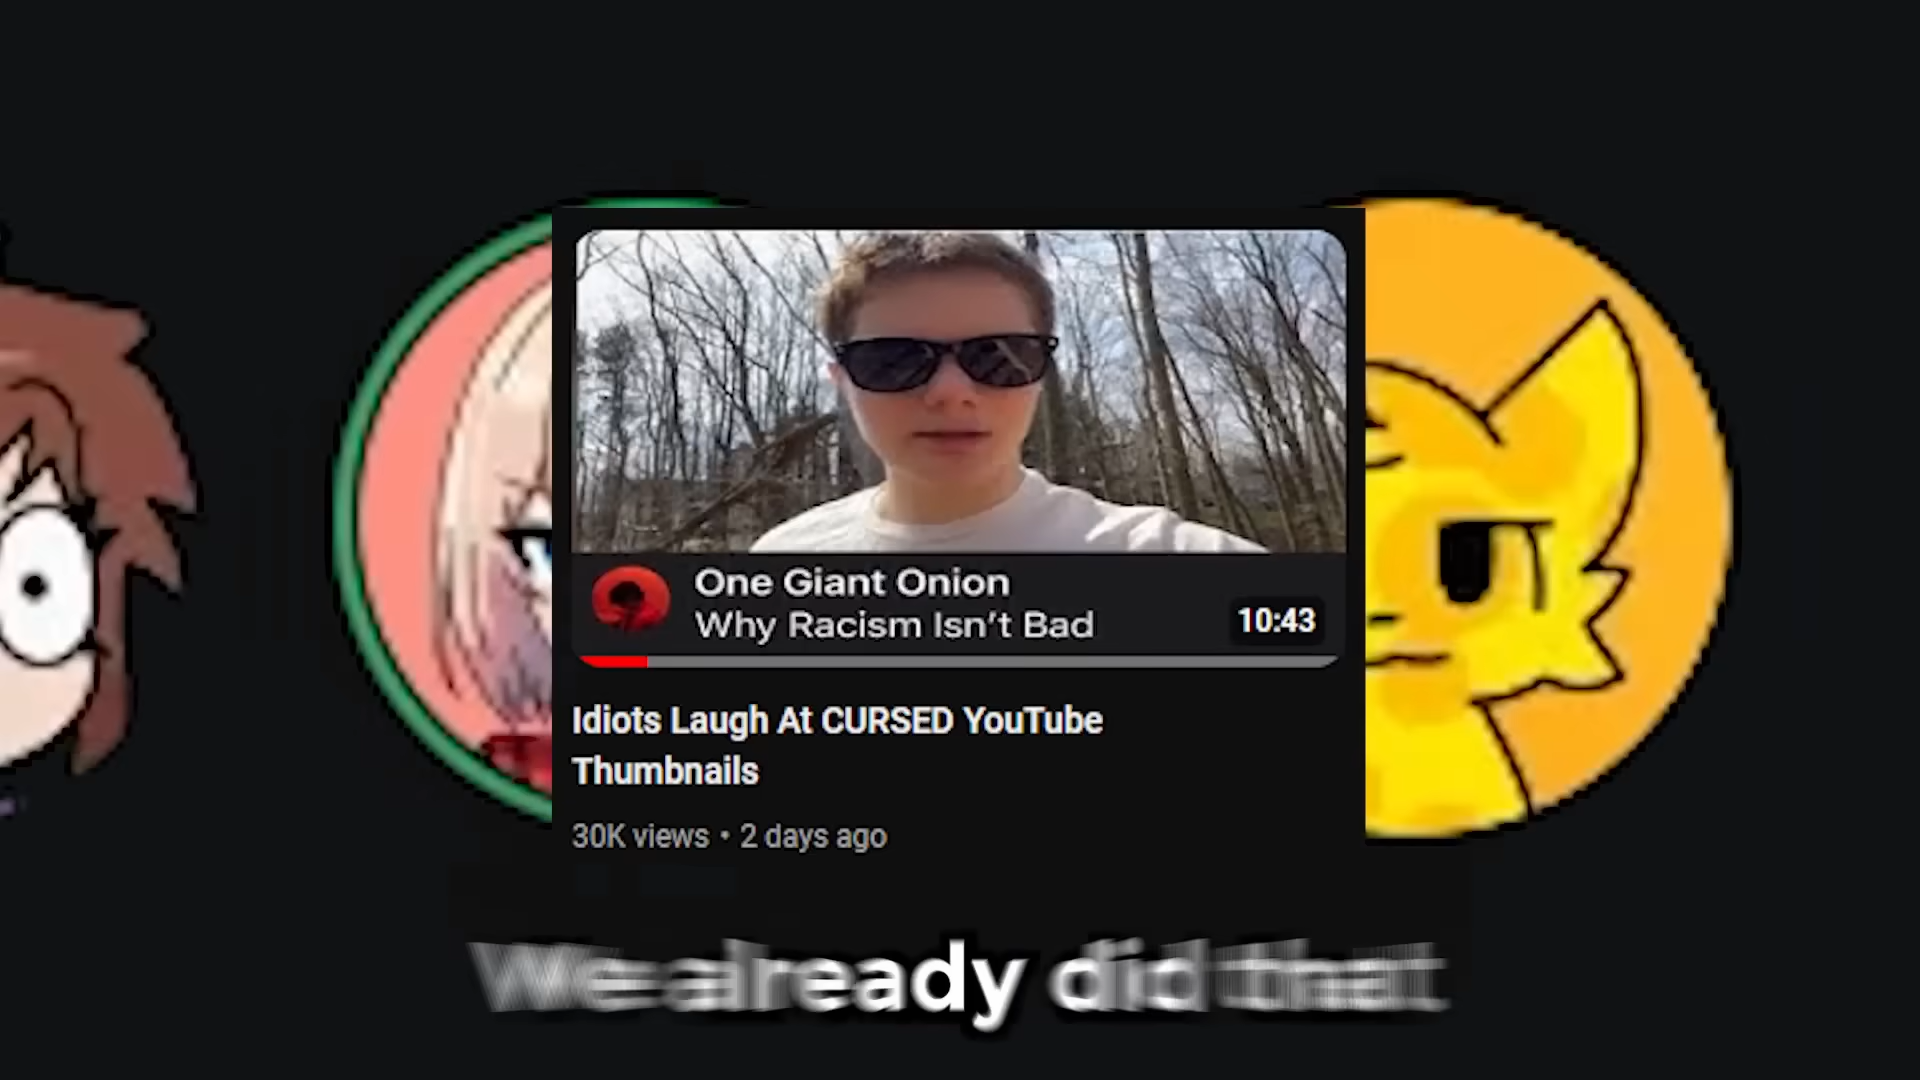 One Giant Onion
Why Racism Isn't Bad
10:43
Idiots Laugh At CURSED YouTube
Thumbnails
30K views • 2 days ago
We already did that